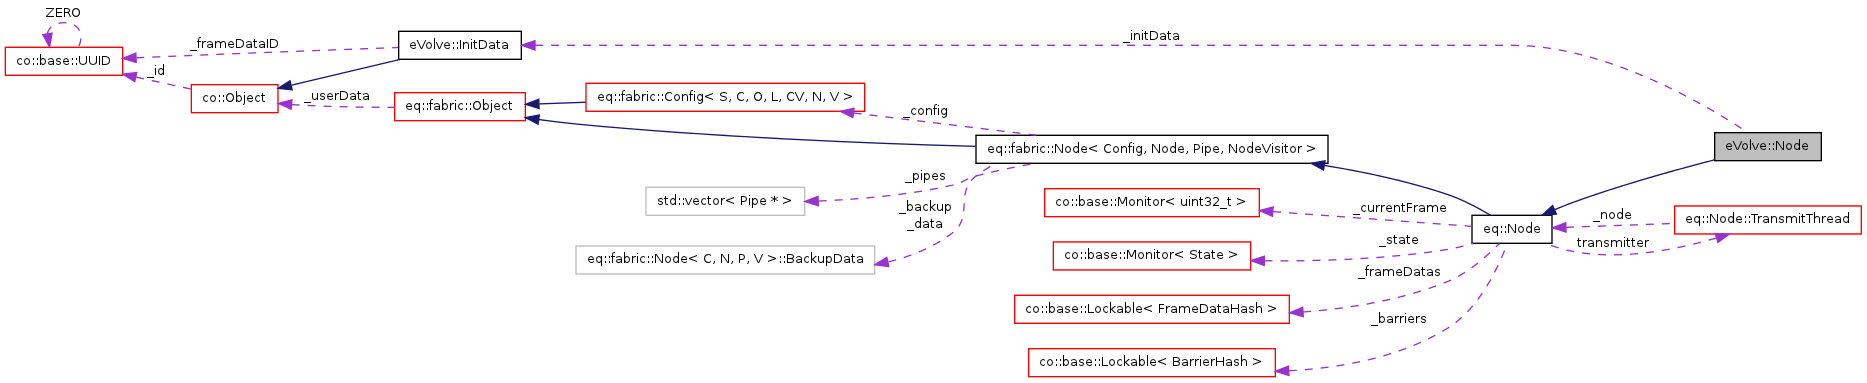 ZERO
_frameDataID
eVolve::InitData
_initData
co::base::UUID
_id
co::Object
_userData
eq::fabric::Object
eq::fabric::Config< S, C, O, L, CV, N, V >
_config
eq::fabric::Node< Config, Node, Pipe, NodeVisitor >
eVolve::Node
_pipes
std::vector< Pipe * >
_backup
_data
eq::fabric::Node< C, N, P, V >::BackupData
co::base::Monitor< uint32_t >
_currentFrame
_state
co::base::Monitor< State >
_frameDatas
co::base::Lockable< FrameDataHash >
_barriers
co::base::Lockable< BarrierHash >
eq::Node
_node
transmitter
eq::Node::TransmitThread